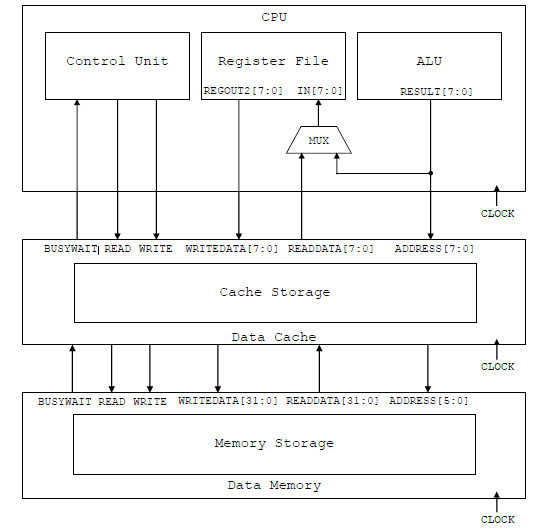 CPU
Control Unit
Register File
ALU
REGOUT2[7:0] IN[7:0]
RESULT[7:0]
MUX
CLOCK
BUSYWAIT READ WRITE WRITEDATA[7:0] READDATA[7:0] ADDRESS[7:0]
Cache Storage
Data Cache
CLOCK
BUSYWAIT READ WRITE WRITEDATA[31:0] READDATA[31:0] ADDRESS[5:0]
Memory Storage
Data Memory
CLOCK